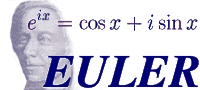 e^{ix} = cos x + i sin x
EULER